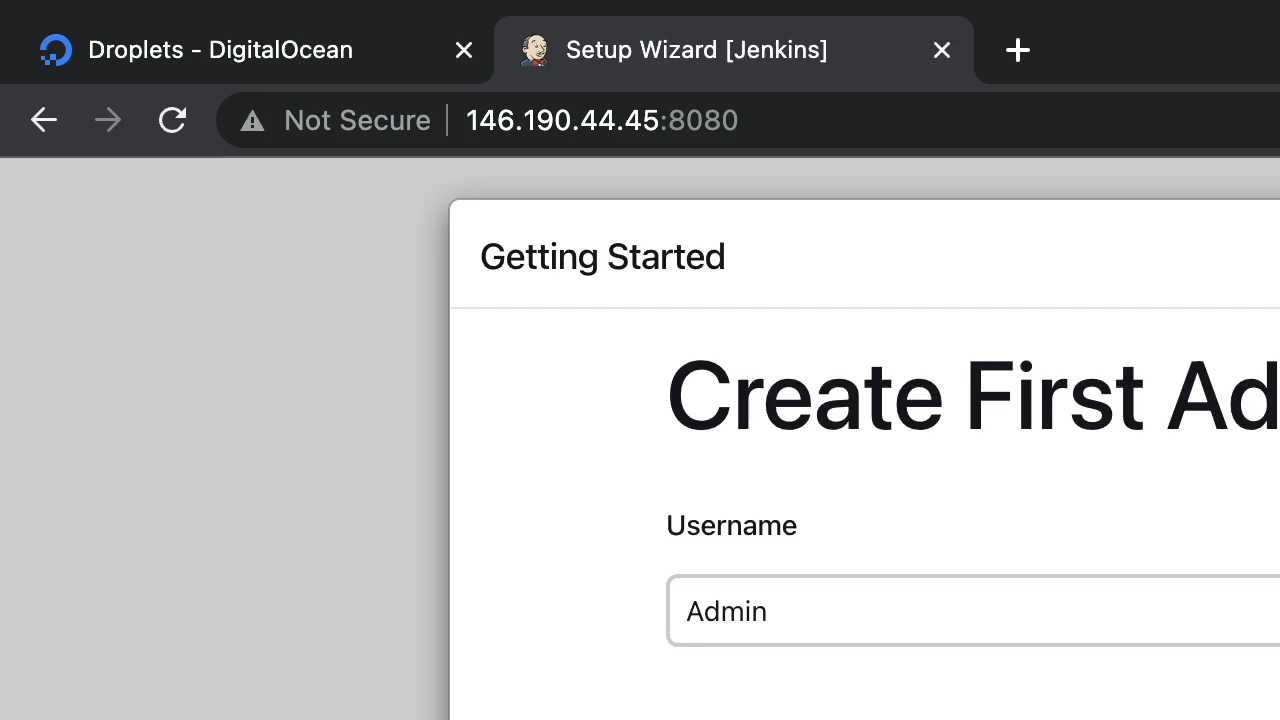 Droplets - DigitalOcean
Setup Wizard [Jenkins]
Not Secure
146.190.44.45:8080
Getting Started
Create First Ad
Username
Admin